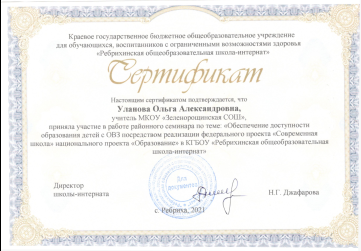 Краевое государственное бюджетное общеобразовательное учреждение
для обучающихся, воспитанников с ограниченными возможностями здоровья
«Ребрихинская общеобразовательная школа-интернат»
Сертификат
Настоящим сертификатом подтверждается, что
Уланова Ольга Александровна,
учитель МКОУ «Зеленорощинская СОШ»,
приняла участие в работе районного семинара по теме: «Обеспечение доступности
образования детей с ОВЗ посредством реализации федерального проекта «Современная
школа» национального проекта «Образование» в КГБОУ «Ребрихинская общеобразовательная
школа-интернат»
Директор
школы-интерната
Для
документов
Н.Г. Джафарова
с. Ребриха, 2021